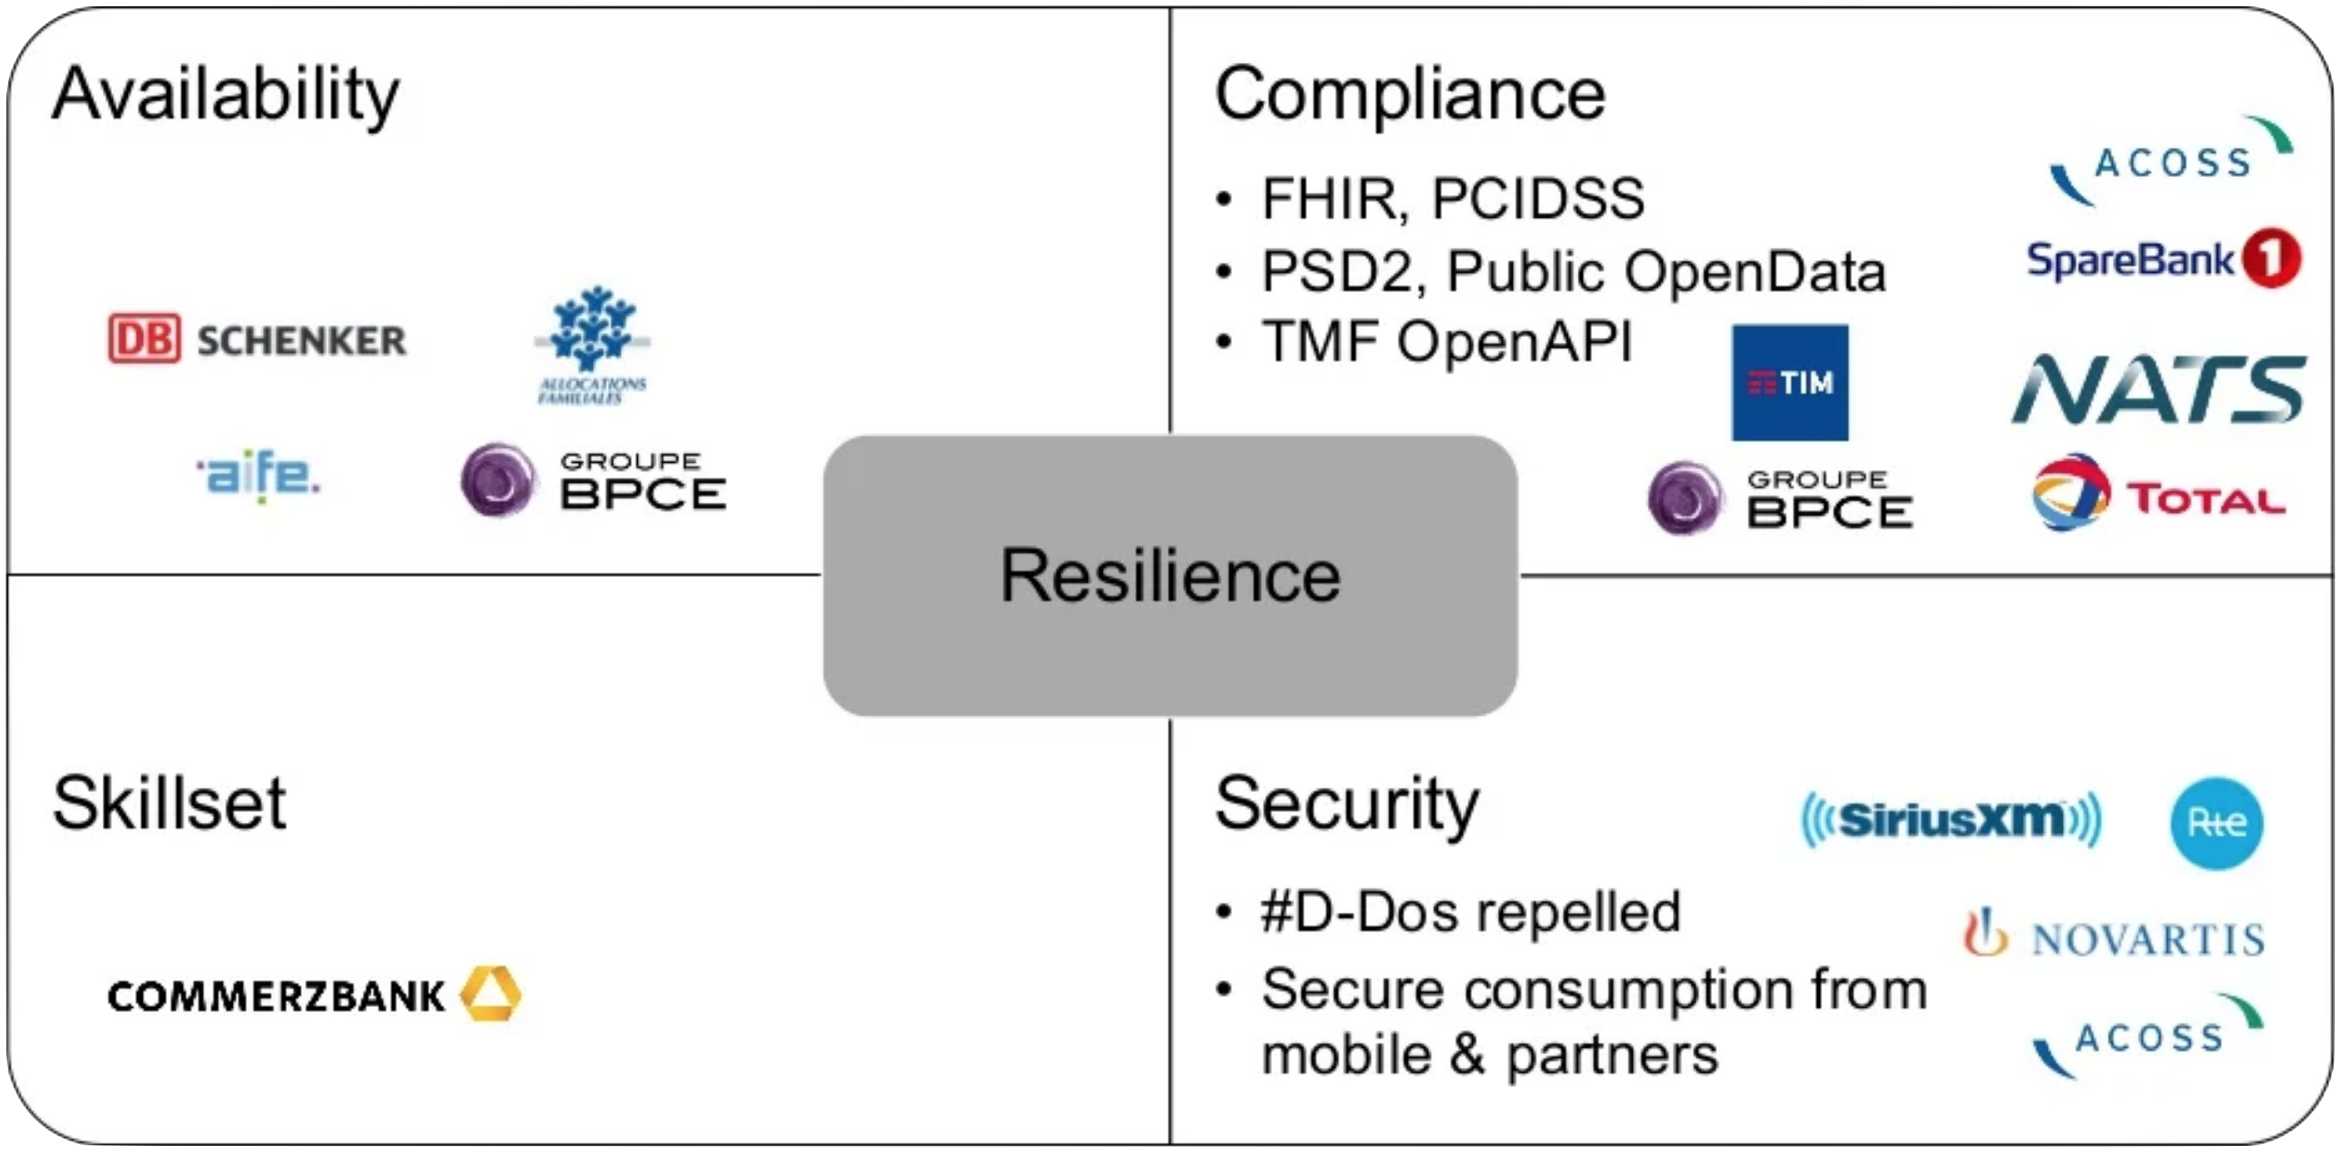 Availability
DB SCHENKER
ALLOCATIONS
FAMILIALES
aife
GROUPE
BPCE
Compliance
• FHIR, PCIDSS
• PSD2, Public OpenData
• TMF OpenAPI
ACOSS
SpareBank 1
TIM
NATS
GROUPE
BPCE
TOTAL
Resilience
Skillset
COMMERZBANK
Security
• #D-Dos repelled
• Secure consumption from
mobile & partners
((SiriusXm))
Rte
NOVARTIS
ACOSS